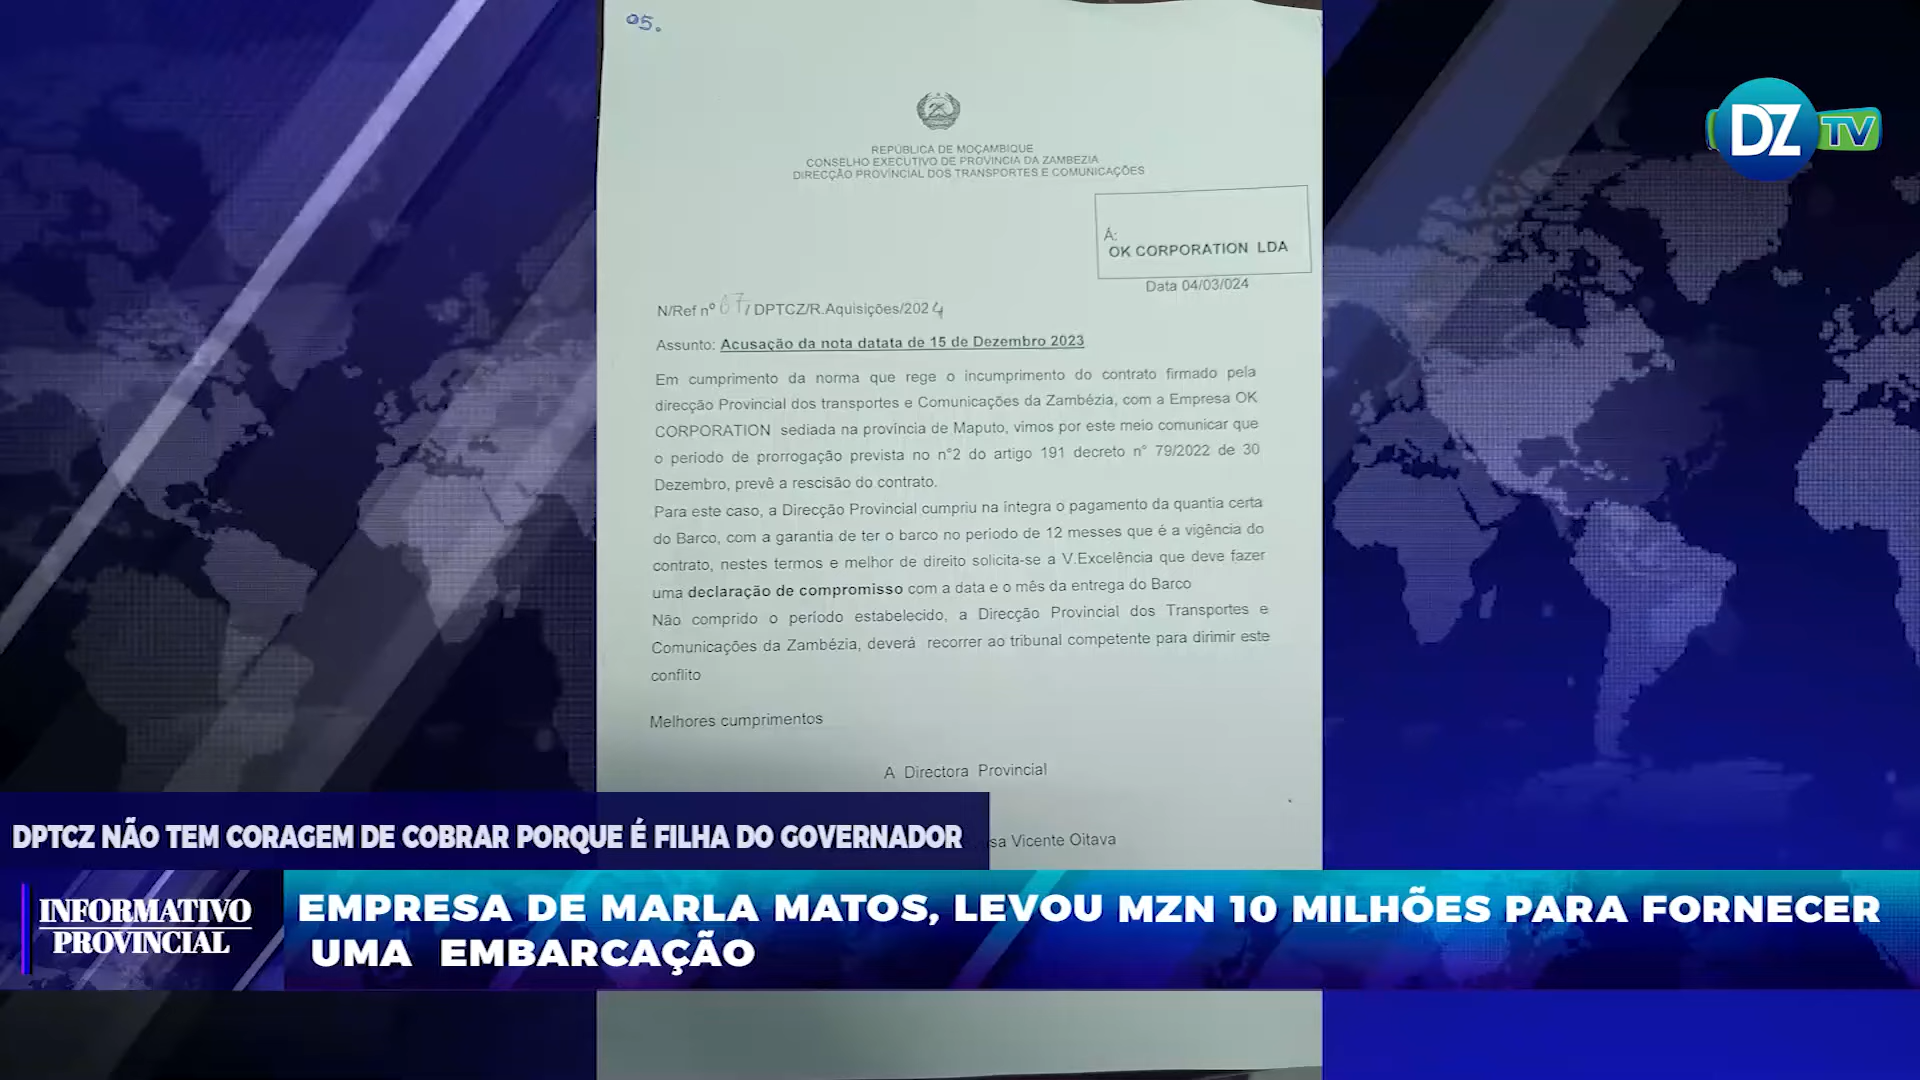 05.
DZ TV
REPÚBLICA DE MOÇAMBIQUE
CONSELHO EXECUTIVO DE PROVINCIA DA ZAMBEZIA
DIRECÇÃO PROVINCIAL DOS TRANSPORTES E COMUNICAÇÕES
Á:
OK CORPORATION LDA
Data 04/03/024
N/Ref nº 07/ DPTCZ/R.Aquisições/2024
Assunto: Acusação da nota datata de 15 de Dezembro 2023
Em cumprimento da norma que rege o incumprimento do contrato firmado pela
direcção Provincial dos transportes e Comunicações da Zambézia, com a Empresa OK
CORPORATION sediada na província de Maputo, vimos por este meio comunicar que
o periodo de prorrogação prevista no n°2 do artigo 191 decreto n° 79/2022 de 30
Dezembro, prevê a rescisão do contrato.
Para este caso, a Direcção Provincial cumpriu na íntegra o pagamento da quantia certa
do Barco, com a garantia de ter o barco no periodo de 12 messes que é a vigência do
contrato, nestes termos e melhor de direito solicita-se a V.Excelência que deve fazer
uma declaração de compromisso com a data e o mês da entrega do Barco
Não comprido o período estabelecido, a Direcção Provincial dos Transportes e
Comunicações da Zambézia, deverá recorrer ao tribunal competente para dirimir este
conflito
Melhores cumprimentos
A Directora Provincial
Vicente Oitava
DPTCZ NÃO TEM CORAGEM DE COBRAR PORQUE É FILHA DO GOVERNADOR
INFORMATIVO
PROVINCIAL
EMPRESA DE MARLA MATOS, LEVOU MZN 10 MILHÕES PARA FORNECER
UMA EMBARCAÇÃO